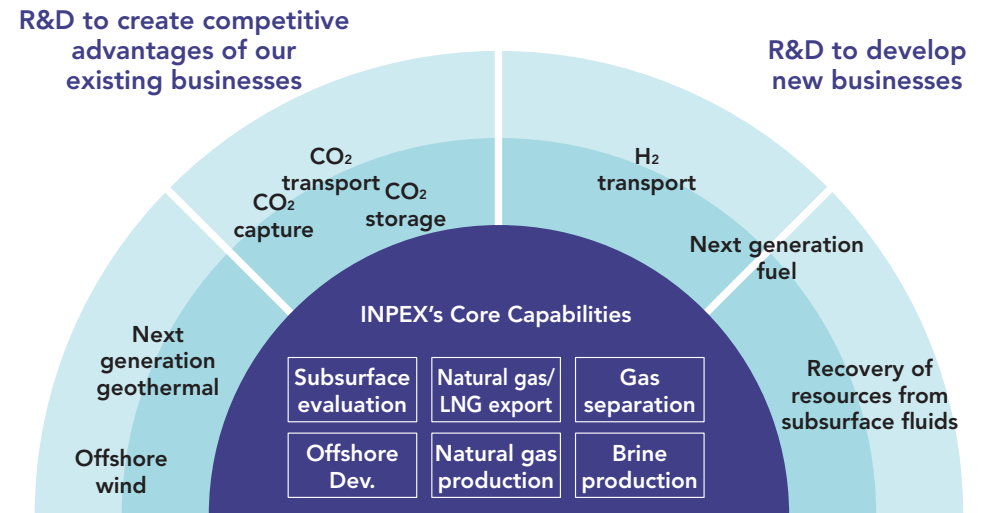 R&D to create competitive
advantages of our
existing businesses
R&D to develop
new businesses
CO₂
transport
CO₂
capture
CO₂
storage
H₂
transport
Next generation
fuel
Next
generation
geothermal
Offshore
wind
Recovery of
resources from
subsurface fluids
INPEX’s Core Capabilities
Subsurface
evaluation
Natural gas/
LNG export
Gas
separation
Offshore
Dev.
Natural gas
production
Brine
production